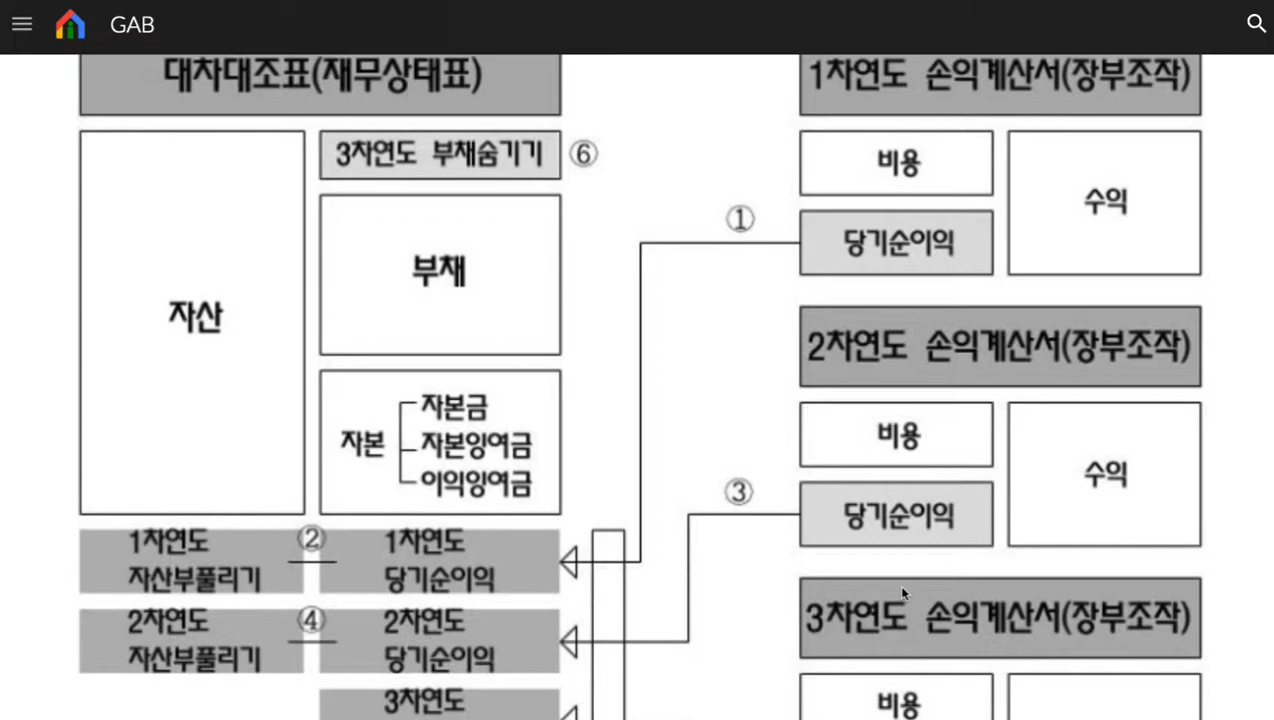 GAB
대차대조표(재무상태표)
3차연도 부채숨기기 ⑥
자산
부채
자본
자본금
자본잉여금
이익잉여금
1차연도
자산부풀리기
②
1차연도
당기순이익
2차연도
자산부풀리기
④
2차연도
당기순이익
3차연도
1차연도 손익계산서(장부조작)
비용
수익
①
당기순이익
2차연도 손익계산서(장부조작)
비용
수익
③
당기순이익
3차연도 손익계산서(장부조작)
비용